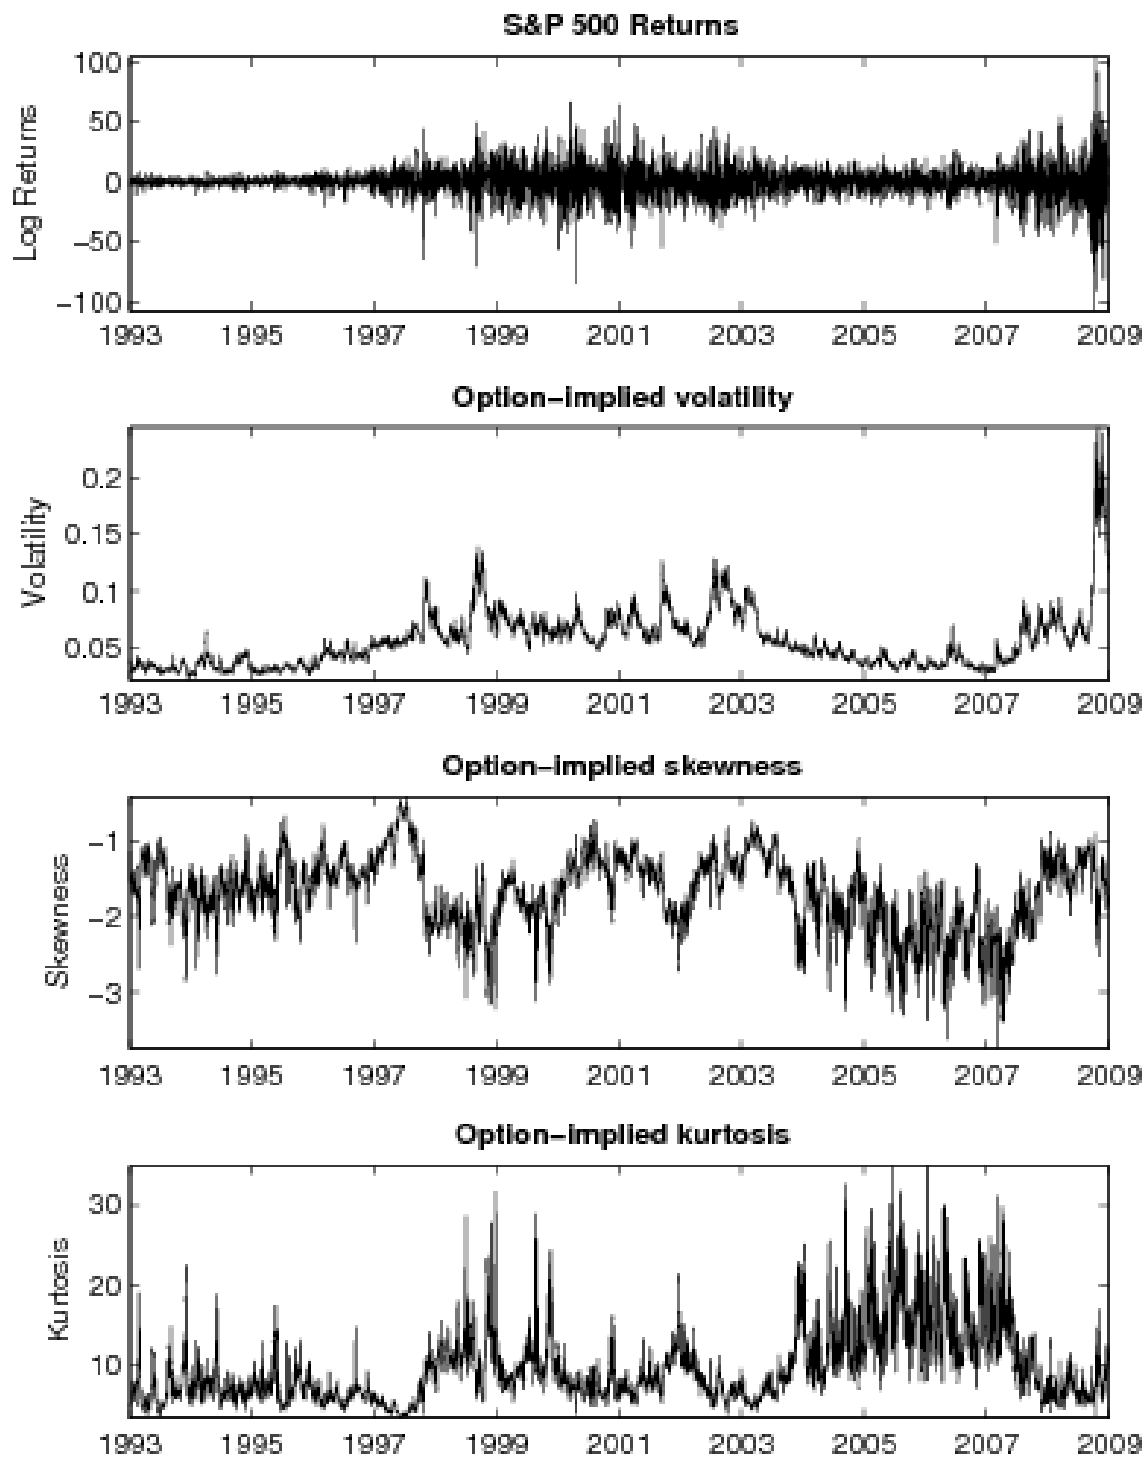 S&P 500 Returns
Log Returns
100
50
0
−50
−100
1993 1995 1997 1999 2001 2003 2005 2007 2009
Option−implied volatility
Volatility
0.2
0.15
0.1
0.05
1993 1995 1997 1999 2001 2003 2005 2007 2009
Option−implied skewness
Skewness
−1
−2
−3
1993 1995 1997 1999 2001 2003 2005 2007 2009
Option−implied kurtosis
Kurtosis
30
20
10
1993 1995 1997 1999 2001 2003 2005 2007 2009